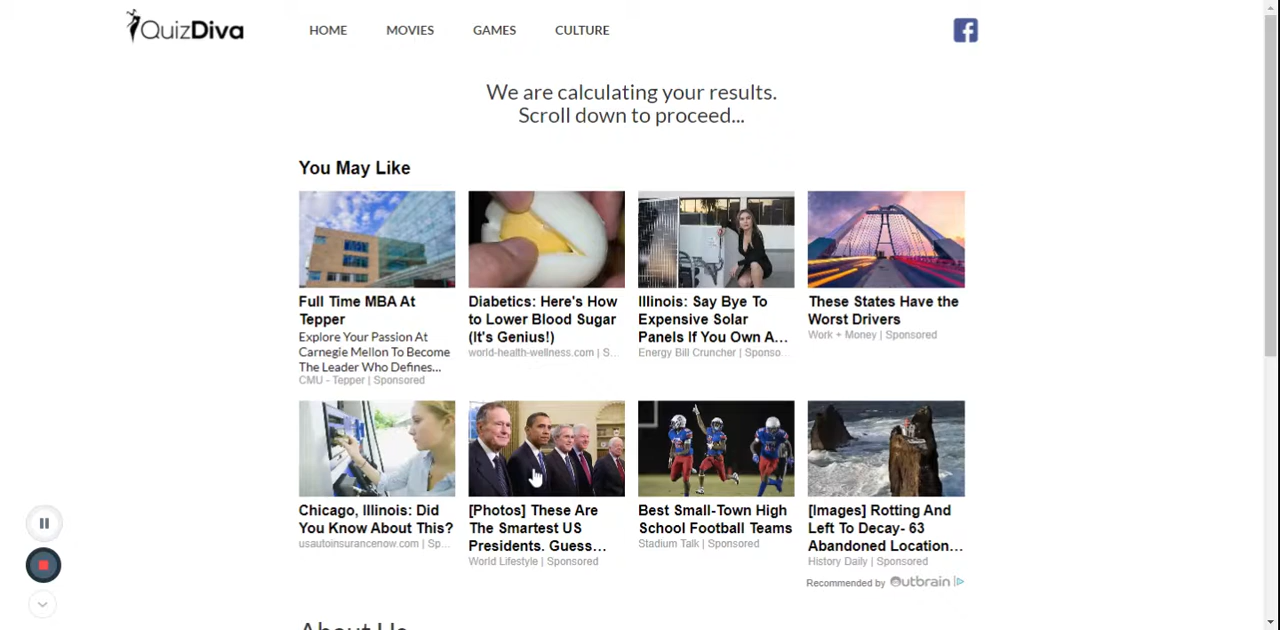 QuizDiva
HOME MOVIES GAMES CULTURE
We are calculating your results.
Scroll down to proceed...
You May Like
Full Time MBA At
Tepper
Explore Your Passion At
Carnegie Mellon To Become
The Leader Who Defines...
CMU - Tepper | Sponsored
Diabetics: Here's How
to Lower Blood Sugar
(It's Genius!)
world-health-wellness.com | S...
Illinois: Say Bye To
Expensive Solar
Panels If You Own A...
Energy Bill Cruncher | Sponso...
These States Have the
Worst Drivers
Work + Money | Sponsored
Chicago, Illinois: Did
You Know About This?
usautoinsurancenow.com | Sp...
[Photos] These Are
The Smartest US
Presidents. Guess...
World Lifestyle | Sponsored
Best Small-Town High
School Football Teams
Stadium Talk | Sponsored
[Images] Rotting And
Left To Decay- 63
Abandoned Location...
History Daily | Sponsored
Recommended by Outbrain
About Us